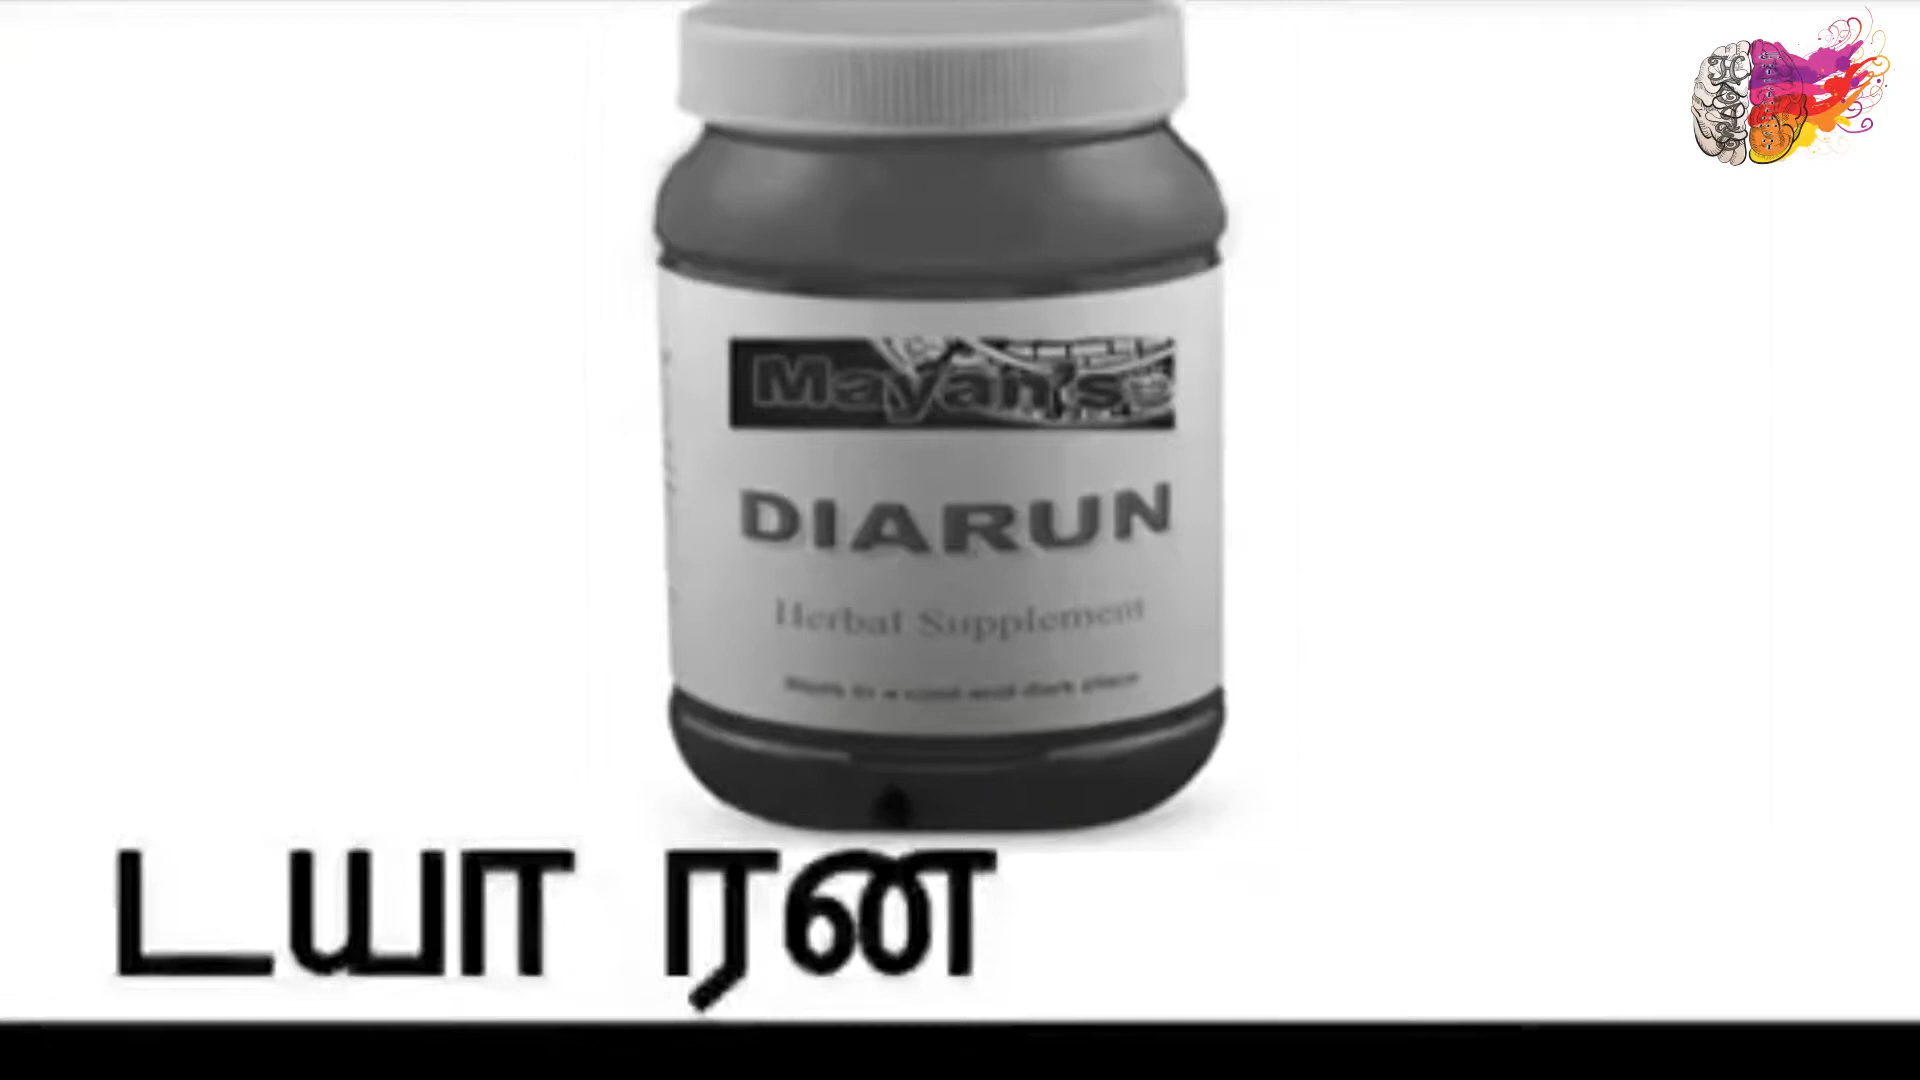 Mayan's
DIARUN
Herbal Supplement
டயா ரன